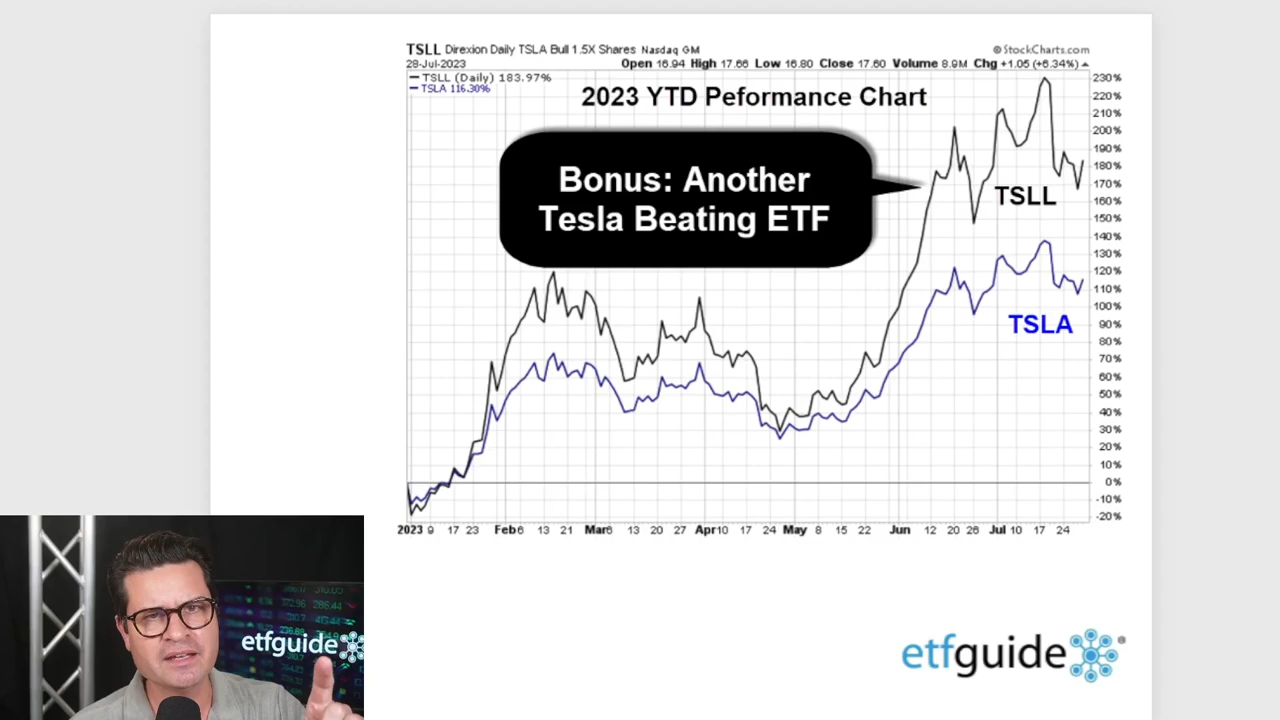 TSLL Direxion Daily TSLA Bull 1.5X Shares Nasdaq GM
© StockCharts.com
28-Jul-2023
Open 16.94 High 17.66 Low 16.80 Close 17.60 Volume 8.9M Chg +1.05 (+6.34%)
TSLL (Daily) 183.97%
TSLA 116.30%
2023 YTD Peformance Chart
Bonus: Another
Tesla Beating ETF
TSLL
TSLA
230%
220%
210%
200%
190%
180%
170%
160%
150%
140%
130%
120%
110%
100%
90%
80%
70%
60%
50%
40%
30%
20%
10%
0%
-10%
-20%
2023 9 17 23 Feb 6 13 21 Mar 6 13 20 27 Apr 10 17 24 May 8 15 22 Jun 12 20 26 Jul 10 17 24
etfguide
etfguide ®